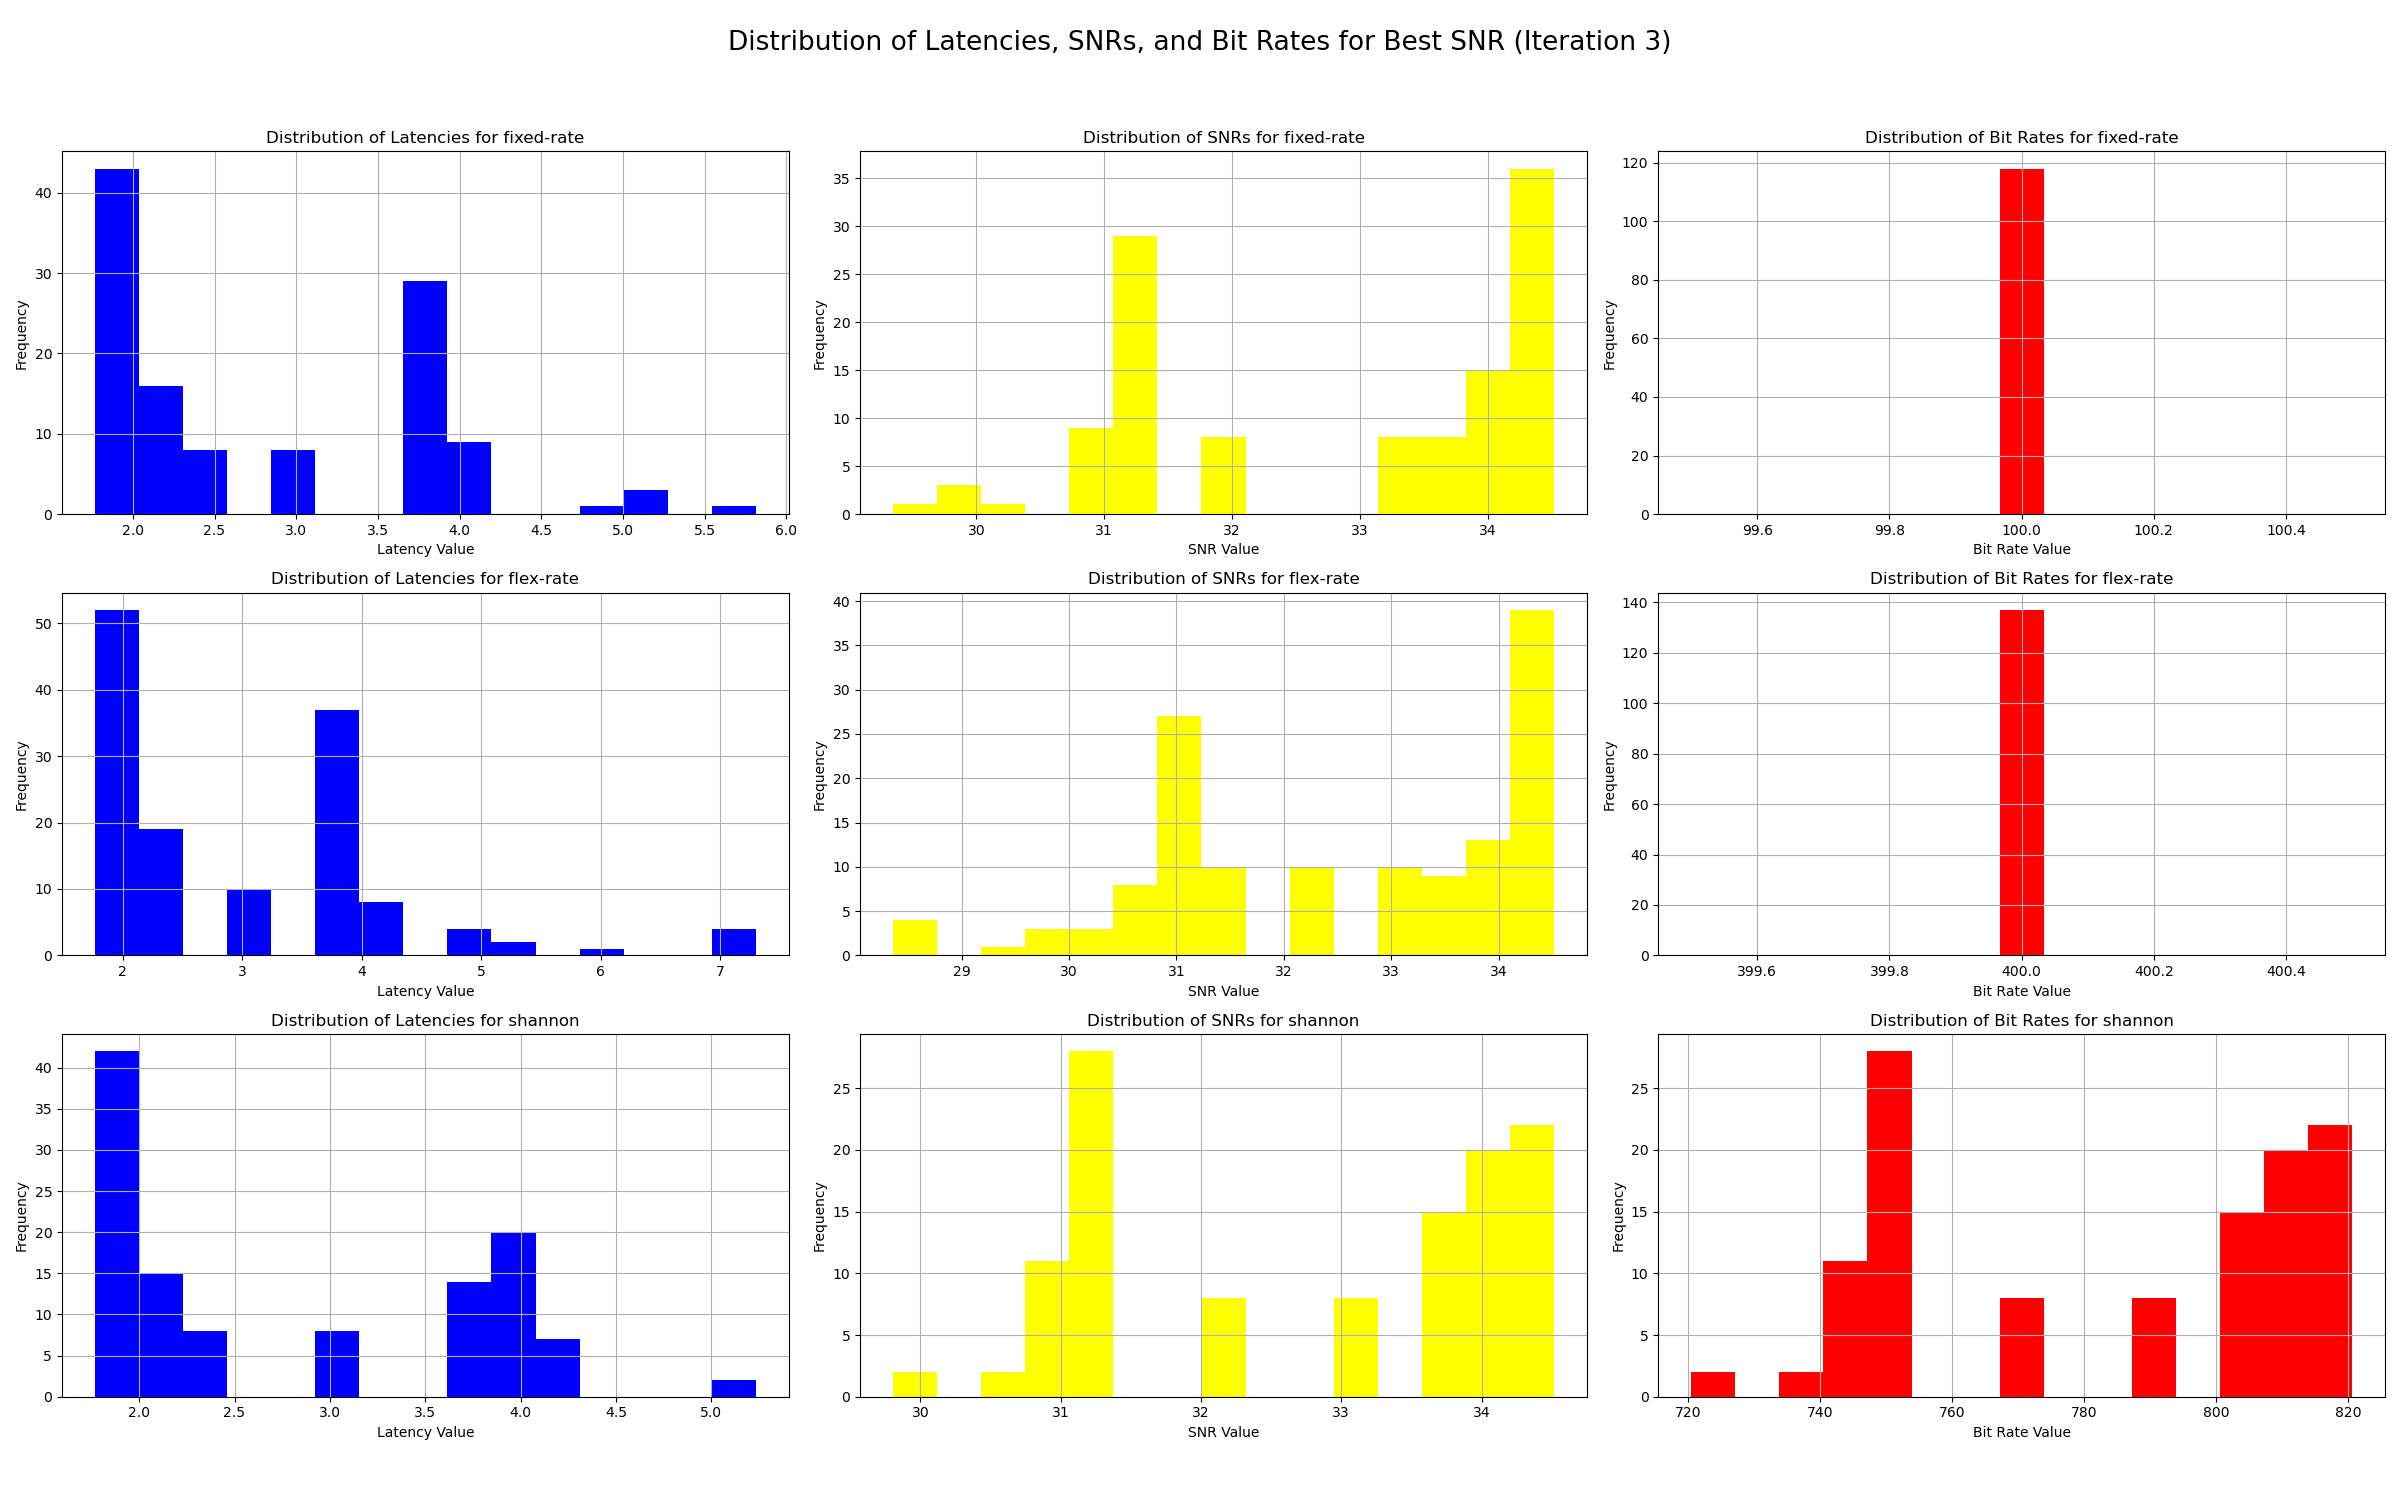 Distribution of Latencies, SNRs, and Bit Rates for Best SNR (Iteration 3)
Distribution of Latencies for fixed-rate
Frequency
40
30
20
10
0
2.0 2.5 3.0 3.5 4.0 4.5 5.0 5.5 6.0
Latency Value
Distribution of SNRs for fixed-rate
Frequency
35
30
25
20
15
10
5
0
30 31 32 33 34
SNR Value
Distribution of Bit Rates for fixed-rate
Frequency
120
100
80
60
40
20
0
99.6 99.8 100.0 100.2 100.4
Bit Rate Value
Distribution of Latencies for flex-rate
Frequency
50
40
30
20
10
0
2 3 4 5 6 7
Latency Value
Distribution of SNRs for flex-rate
Frequency
40
35
30
25
20
15
10
5
0
29 30 31 32 33 34
SNR Value
Distribution of Bit Rates for flex-rate
Frequency
140
120
100
80
60
40
20
0
399.6 399.8 400.0 400.2 400.4
Bit Rate Value
Distribution of Latencies for shannon
Frequency
40
35
30
25
20
15
10
5
0
2.0 2.5 3.0 3.5 4.0 4.5 5.0
Latency Value
Distribution of SNRs for shannon
Frequency
25
20
15
10
5
0
30 31 32 33 34
SNR Value
Distribution of Bit Rates for shannon
Frequency
25
20
15
10
5
0
720 740 760 780 800 820
Bit Rate Value